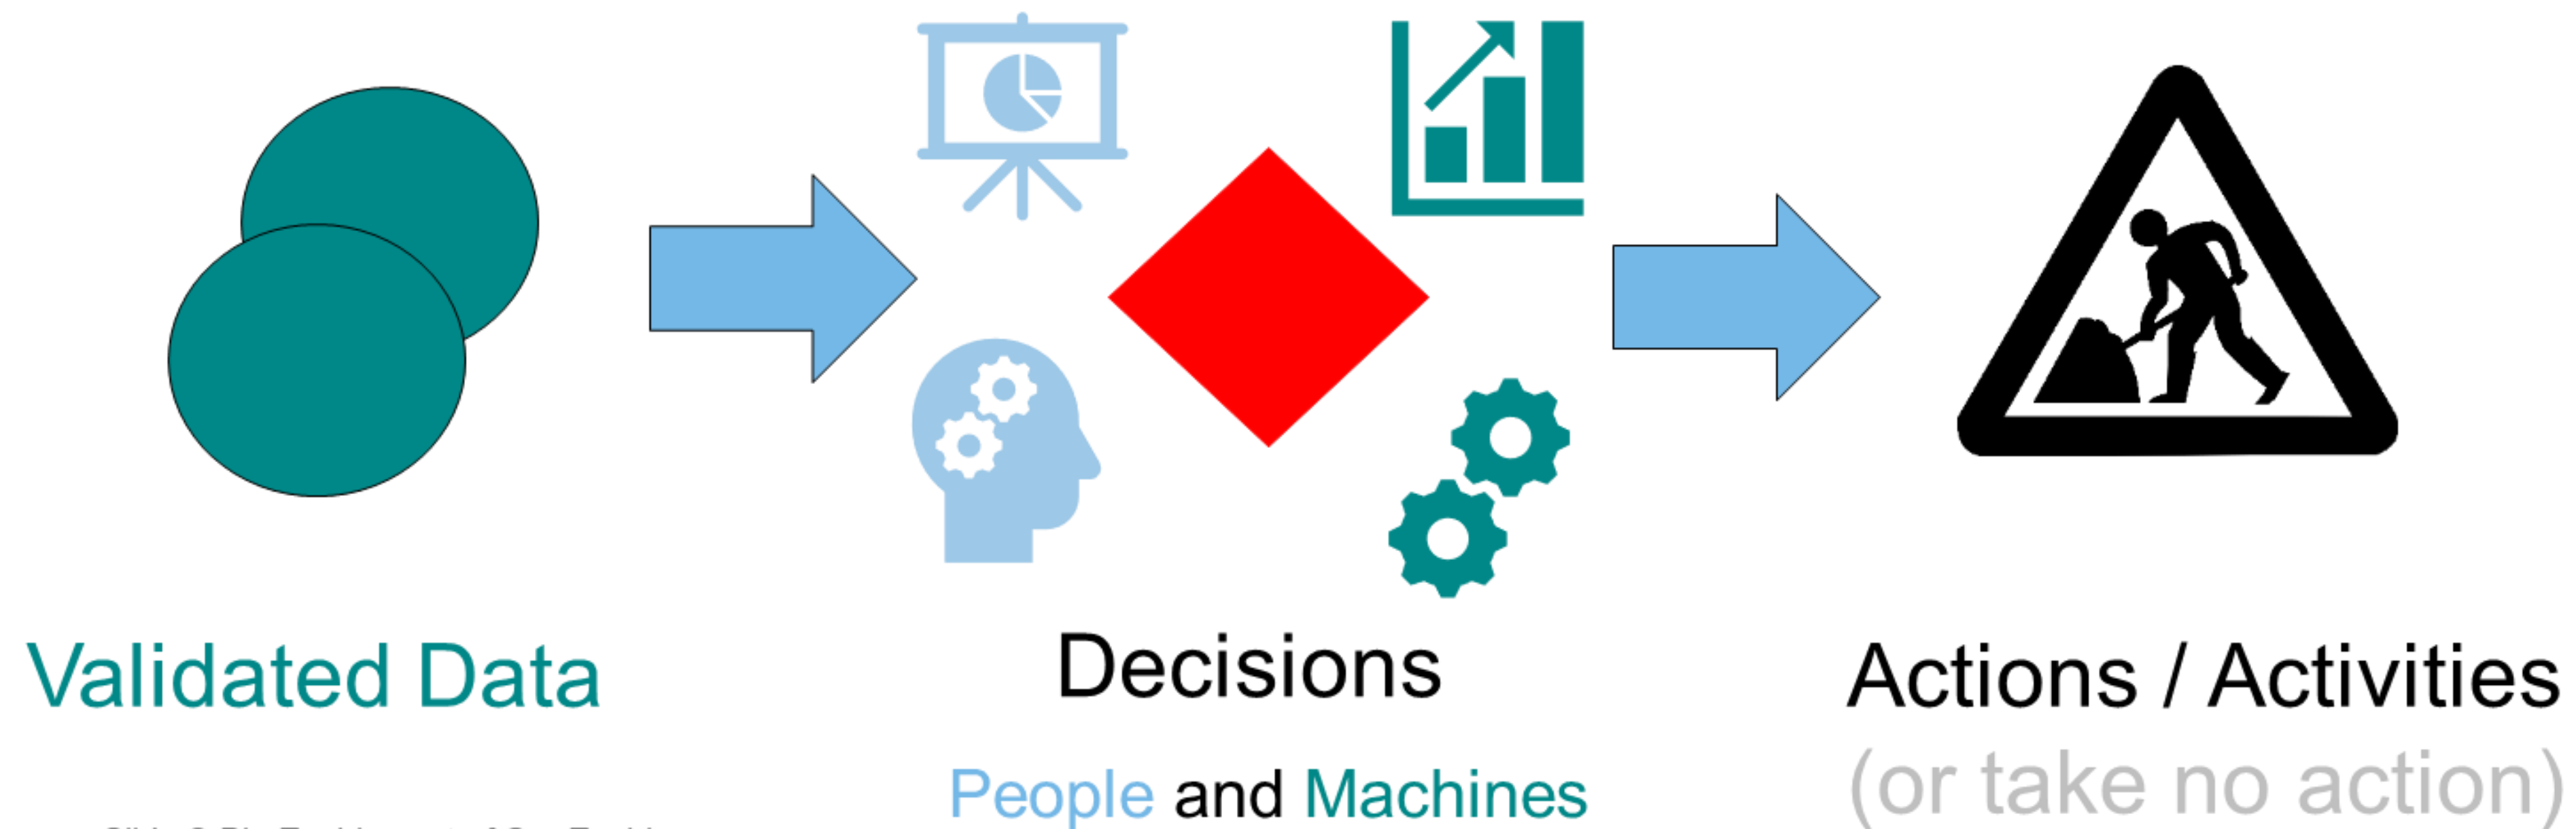 Validated Data
Decisions
People and Machines
Actions / Activities
(or take no action)